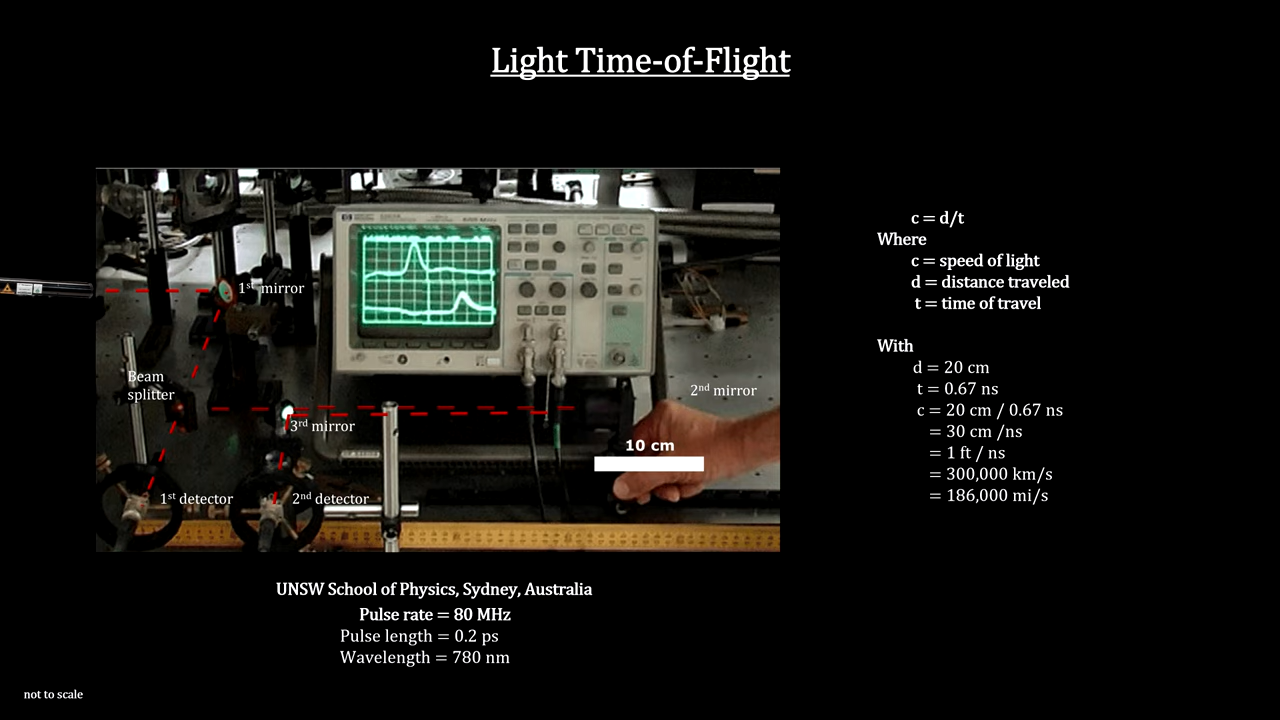 Light Time-of-Flight
1st mirror
Beam
splitter
3rd mirror
2nd mirror
10 cm
1st detector
2nd detector
c = d/t
Where
c = speed of light
d = distance traveled
t = time of travel
With
d = 20 cm
t = 0.67 ns
c = 20 cm / 0.67 ns
= 30 cm /ns
= 1 ft / ns
= 300,000 km/s
= 186,000 mi/s
UNSW School of Physics, Sydney, Australia
Pulse rate = 80 MHz
Pulse length = 0.2 ps
Wavelength = 780 nm
not to scale